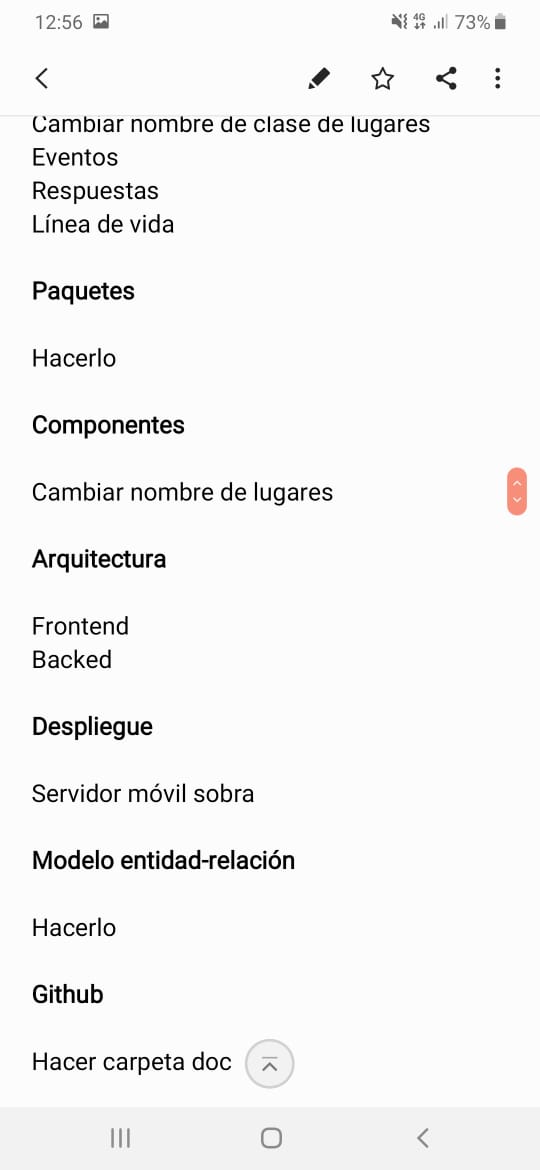 12:56
4G 73%
Cambiar nombre de clase de lugares
Eventos
Respuestas
Línea de vida
Paquetes
Hacerlo
Componentes
Cambiar nombre de lugares
Arquitectura
Frontend
Backed
Despliegue
Servidor móvil sobra
Modelo entidad-relación
Hacerlo
Github
Hacer carpeta doc